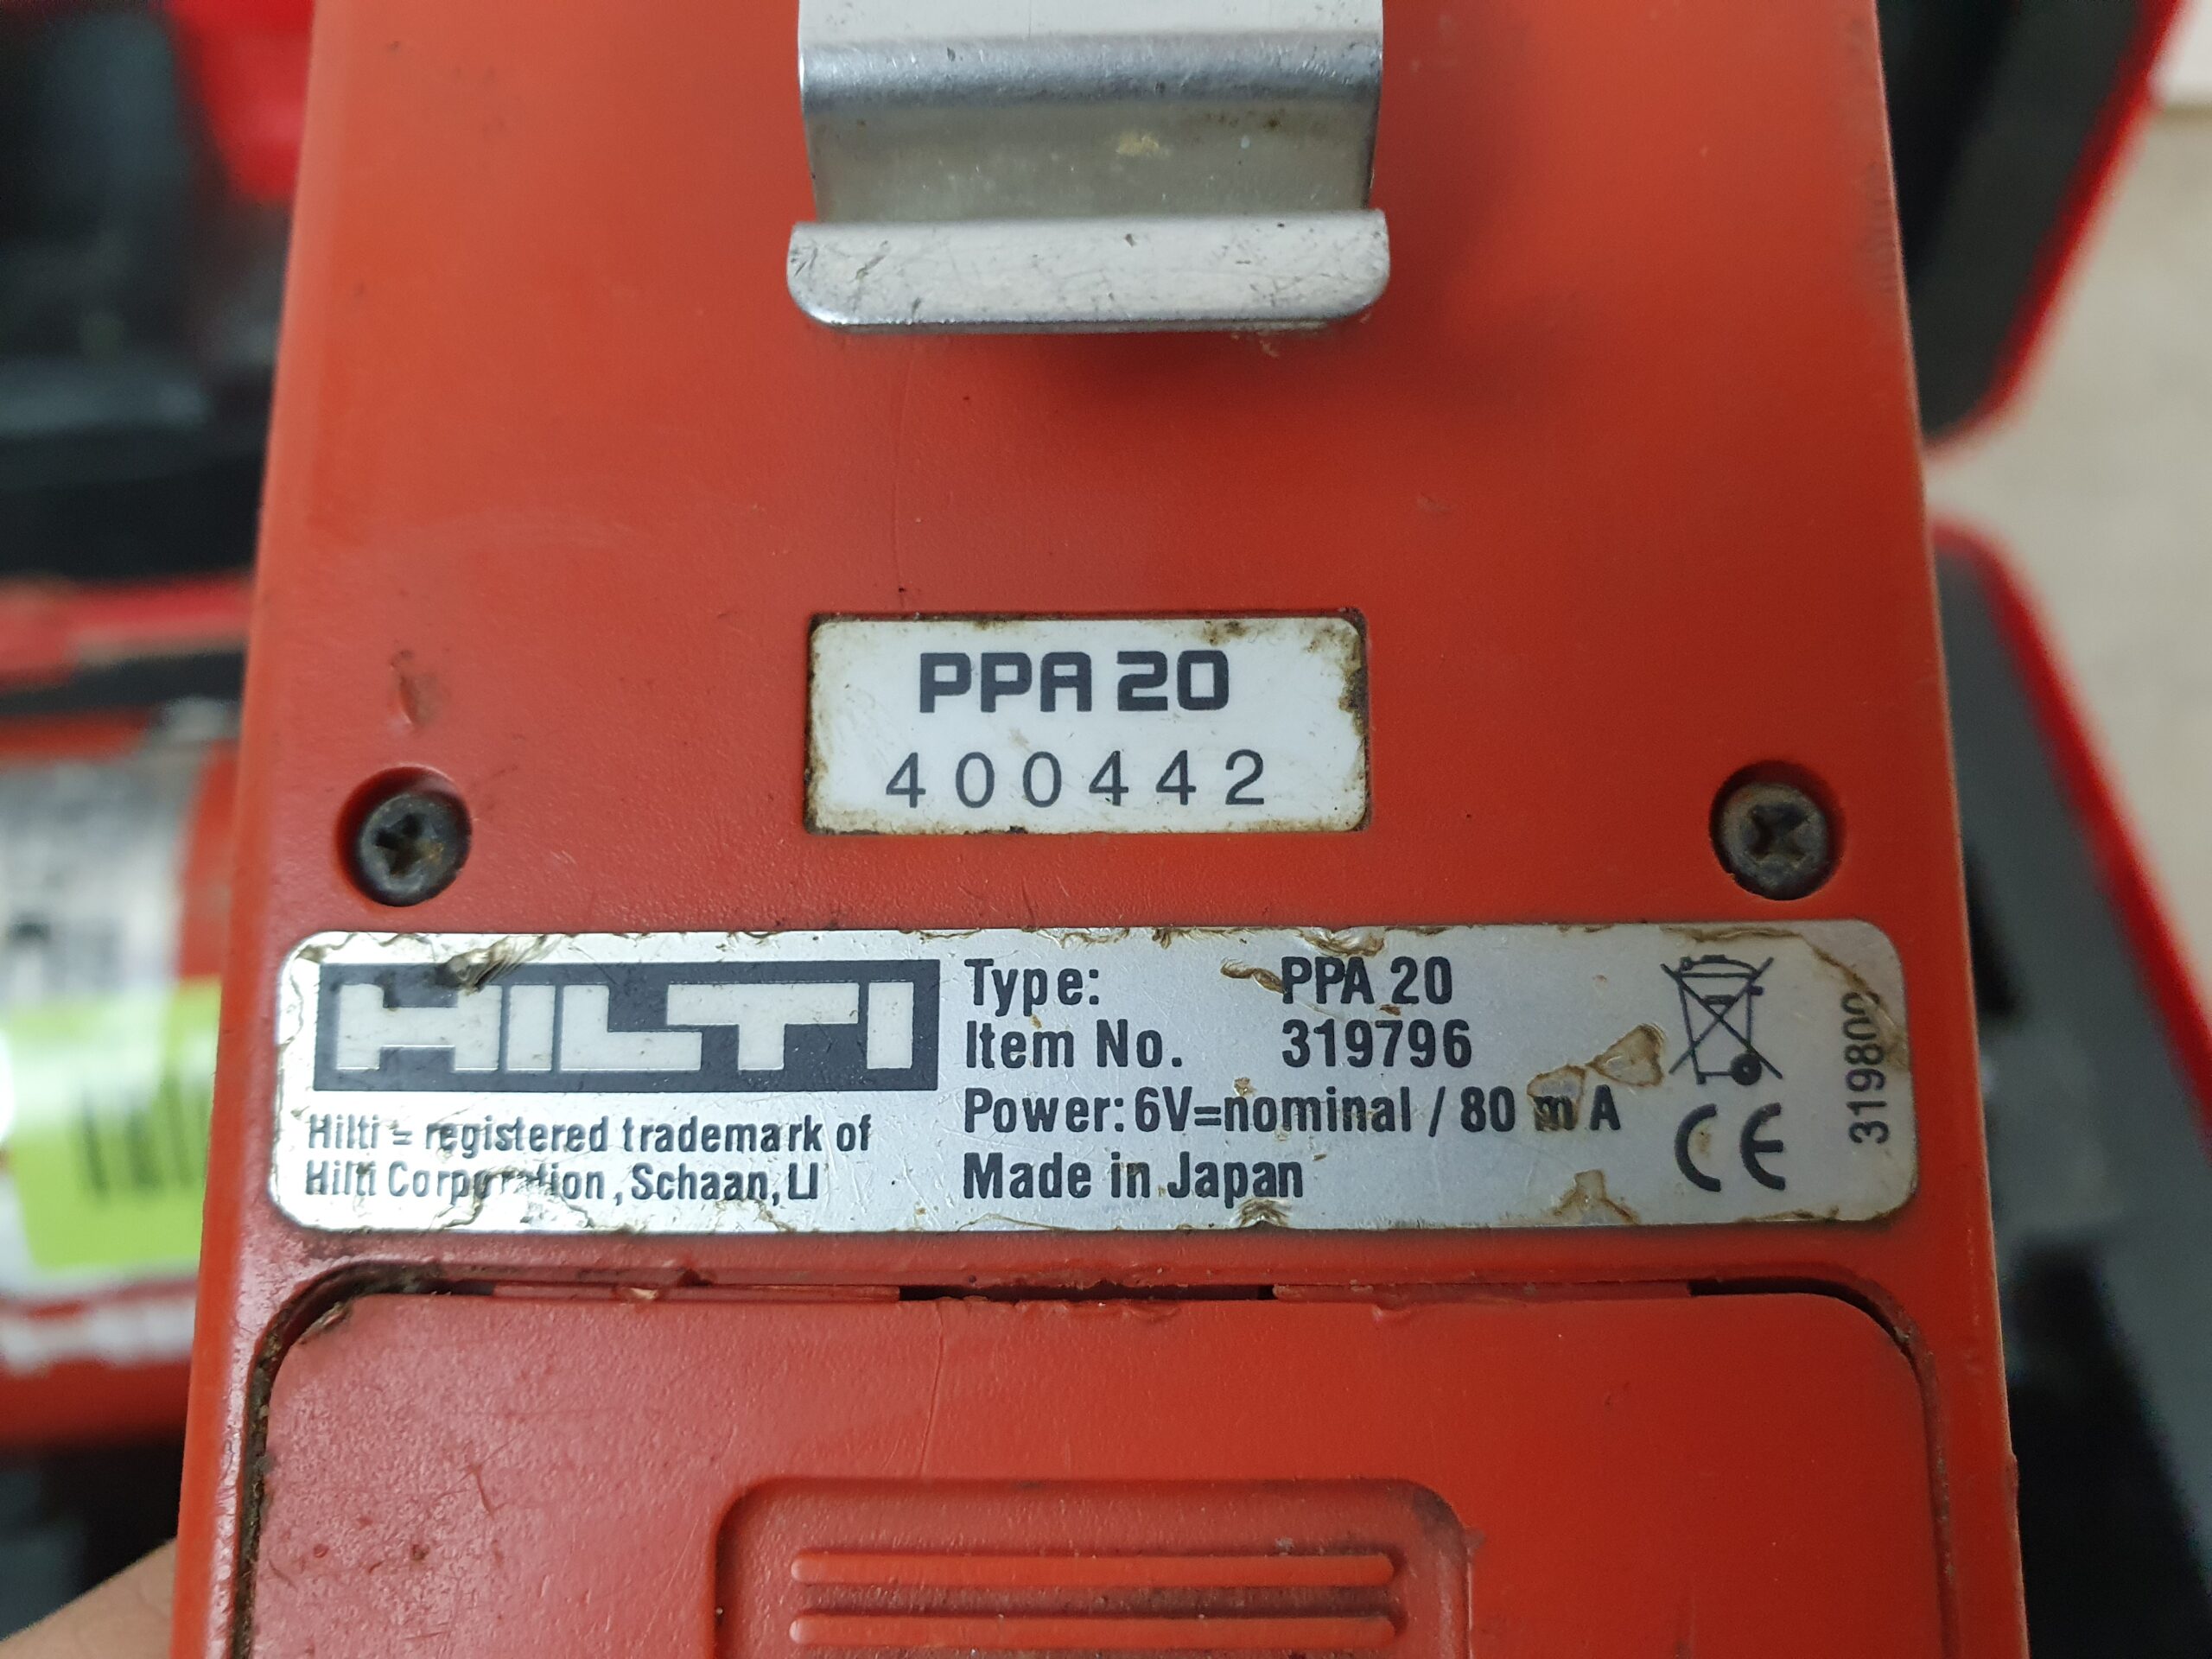 PPA 20
400442
HILTI
Hilti = registered trademark of
Hilti Corporation, Schaan, LI
Type: PPA 20
Item No. 319796
Power: 6V=nominal / 80 mA
Made in Japan
CE
319800